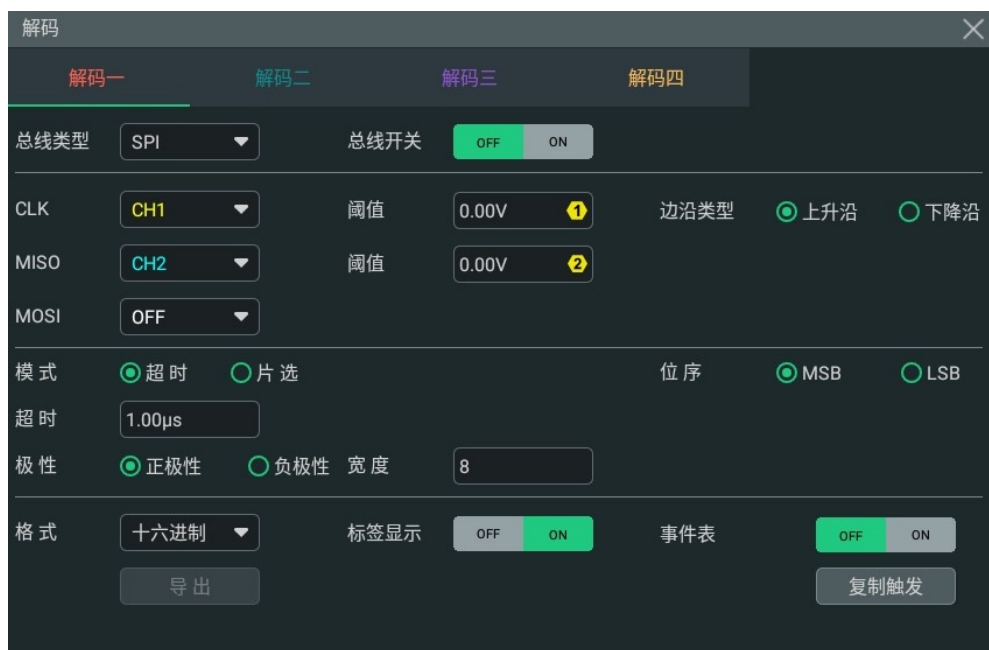 解码
解码一 解码二 解码三 解码四
总线类型 SPI 总线开关 OFF ON
CLK CH1 阈值 0.00V 1 边沿类型 上升沿 下降沿
MISO CH2 阈值 0.00V 2
MOSI OFF
模式 超时 片选 位序 MSB LSB
超时 1.00μs
极性 正极性 负极性 宽度 8
格式 十六进制 标签显示 OFF ON 事件表 OFF ON
导出 复制触发